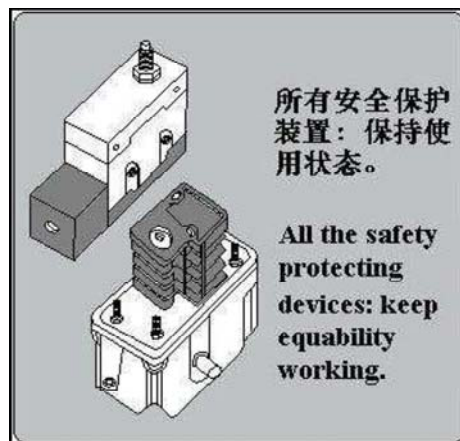 所有安全保护
装置：保持使
用状态。
All the safety
protecting
devices: keep
equability
working.